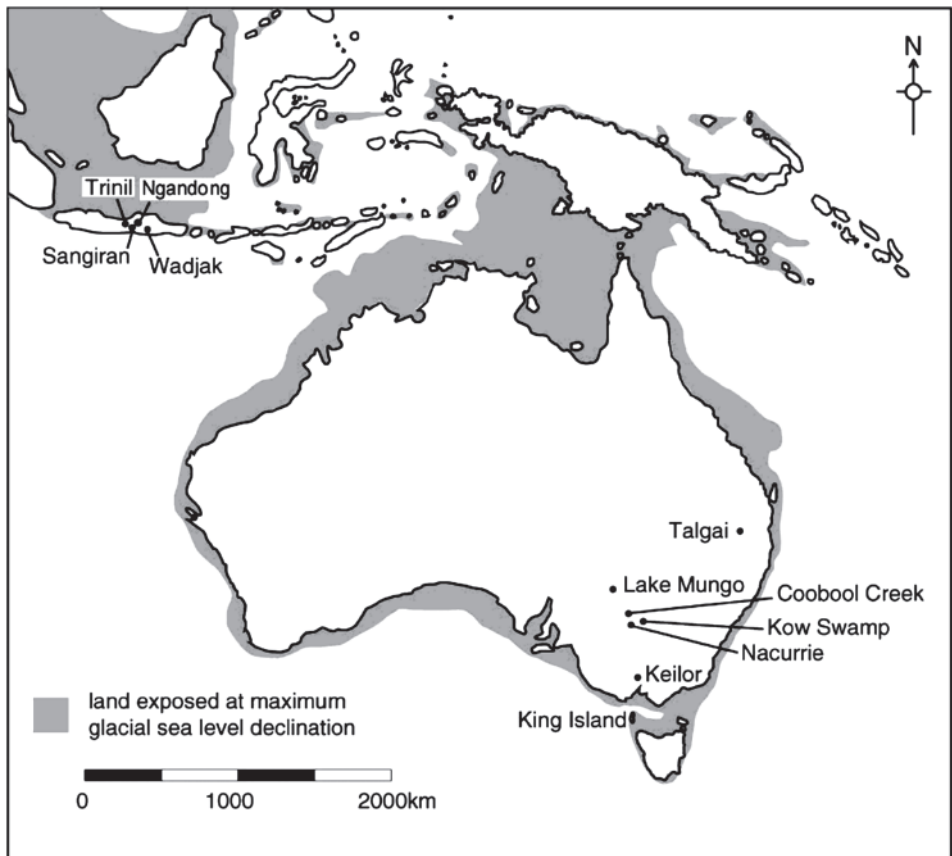 N
Trinil
Ngandong
Sangiran
Wadjak
Talgai
Lake Mungo
Coobool Creek
Kow Swamp
Nacurrie
Keilor
King Island
land exposed at maximum
glacial sea level declination
0 1000 2000km